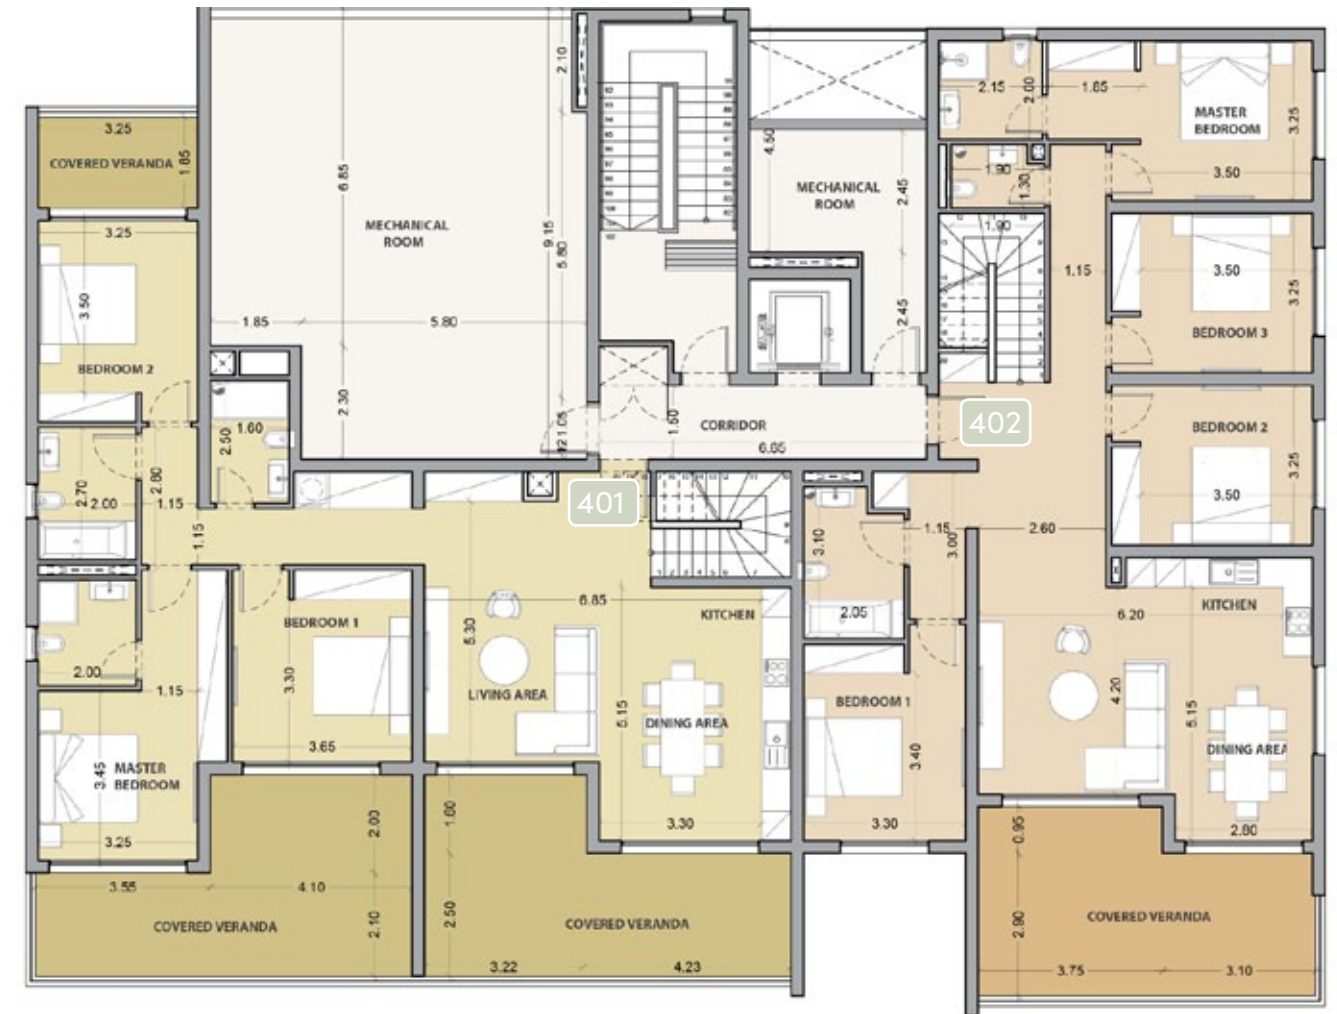 3.25
COVERED VERANDA
1.85
3.25
3.50
BEDROOM 2
6.85
MECHANICAL
ROOM
9.15
5.80
2.10
1.85
5.80
2.30
1.60
2.50
2.70
2.00
2.80
1.15
1.15
2.00
1.15
3.45
MASTER
BEDROOM
3.25
BEDROOM 1
3.30
3.65
401
6.85
5.30
LIVING AREA
KITCHEN
5.15
DINING AREA
3.30
2.00
3.55
4.10
COVERED VERANDA
2.10
1.60
2.50
COVERED VERANDA
3.22
4.23
4.50
MECHANICAL
ROOM
2.45
2.45
ELEVATOR
1.60
CORRIDOR
6.65
402
2.15
2.00
1.85
MASTER
BEDROOM
3.25
3.50
1.90
1.30
1.90
1.15
3.50
3.25
BEDROOM 3
BEDROOM 2
3.25
3.50
1.15
3.00
2.60
3.10
2.05
BEDROOM 1
3.40
3.30
KITCHEN
6.20
4.20
5.15
DINING AREA
2.80
0.95
2.90
COVERED VERANDA
3.75
3.10